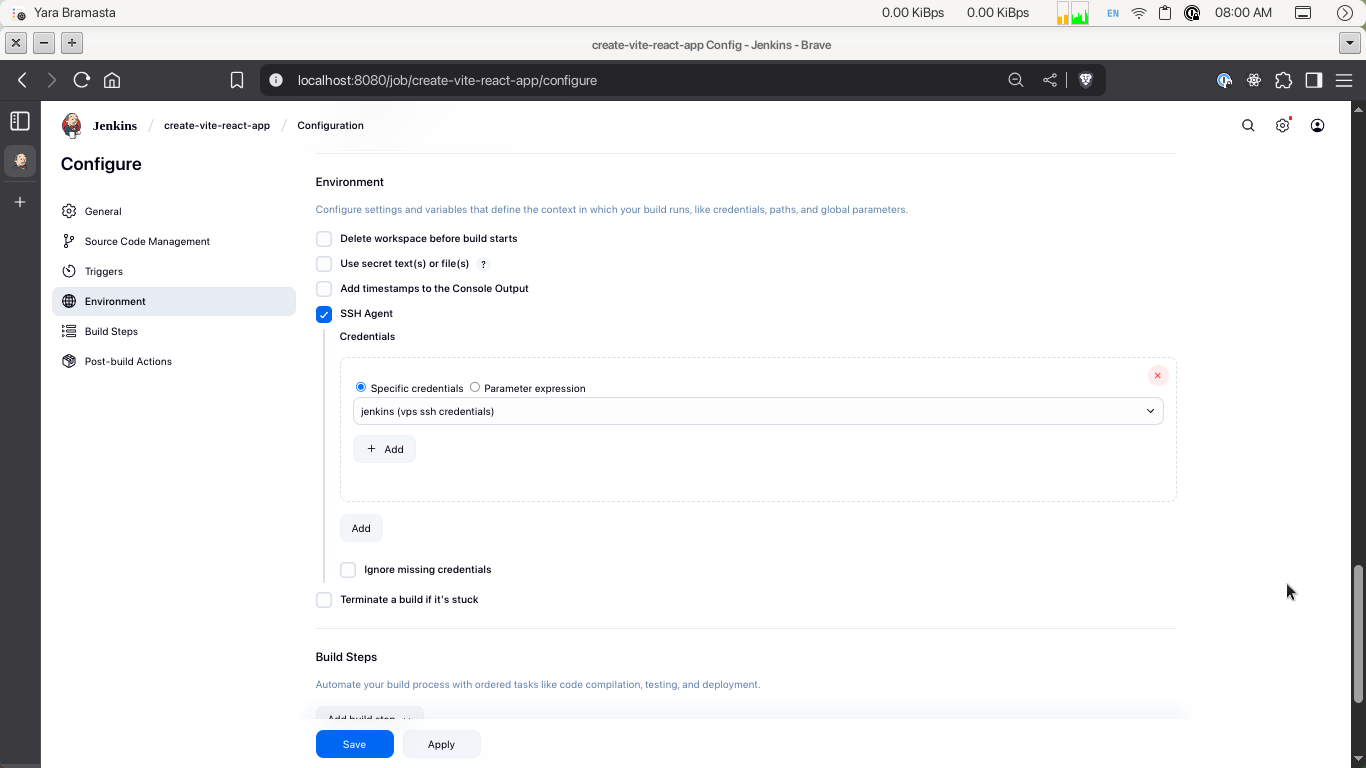 Yara Bramasta 0.00 KiBps 0.00 KiBps EN 08:00 AM
create-vite-react-app Config - Jenkins - Brave
localhost:8080/job/create-vite-react-app/configure
Jenkins / create-vite-react-app / Configuration
Configure
General
Source Code Management
Triggers
Environment
Build Steps
Post-build Actions
Environment
Configure settings and variables that define the context in which your build runs, like credentials, paths, and global parameters.
Delete workspace before build starts
Use secret text(s) or file(s) ?
Add timestamps to the Console Output
SSH Agent
Credentials
Specific credentials Parameter expression
jenkins (vps ssh credentials)
+ Add
Add
Ignore missing credentials
Terminate a build if it's stuck
Build Steps
Automate your build process with ordered tasks like code compilation, testing, and deployment.
Add build step
Save Apply